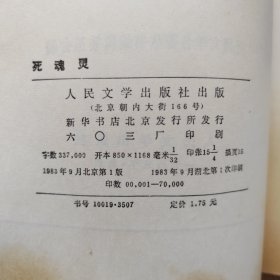 死魂灵
人民文学出版社出版
(北京朝内大街166号)
新华书店北京发行所发行
六〇三厂印刷
字数337,000 开本850×1168毫米1/32 印张15 1/4 插页15
1983年9月北京第1版 1983年9月湖北第1次印刷
印数 00,001—70,000
书号 10019·3507 定价 1.75 元